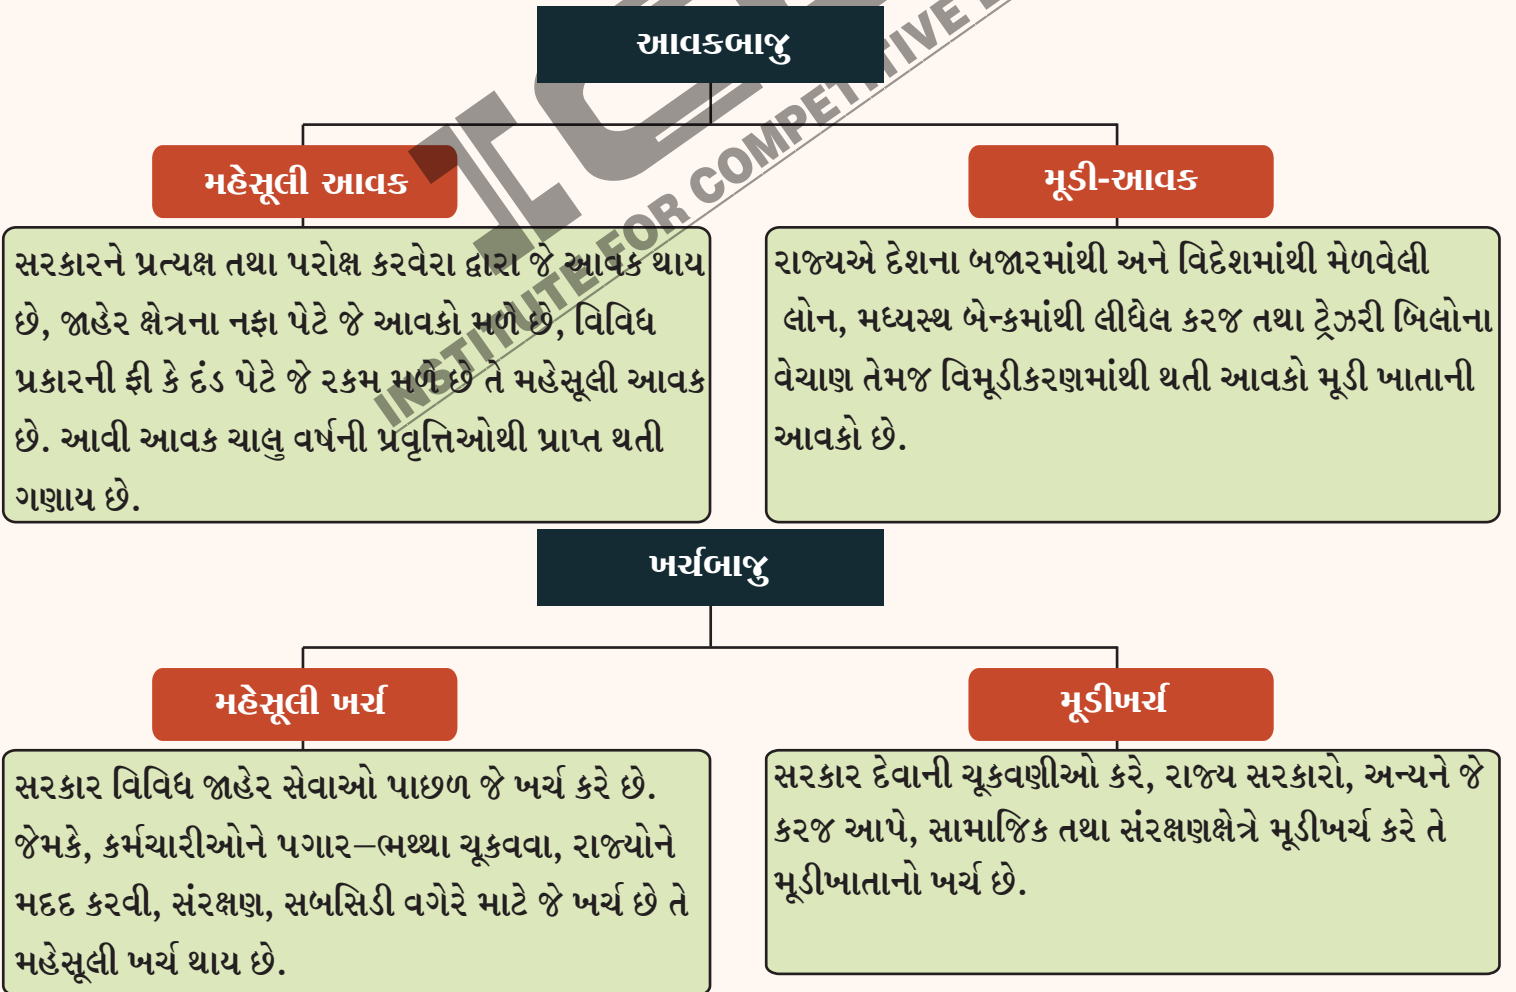 આવકબાજુ
મહેસૂલી આવક
સરકારને પ્રત્યક્ષ તથા પરોક્ષ કરવેરા દ્વારા જે આવક થાય
છે, જાહેર ક્ષેત્રના નફા પેટે જે આવકો મળે છે, વિવિધ
પ્રકારની ફી કે દંડ પેટે જે રકમ મળે છે તે મહેસૂલી આવક
છે. આવી આવક ચાલુ વર્ષની પ્રવૃત્તિઓથી પ્રાપ્ત થતી
ગણાય છે.
મૂડી-આવક
રાજ્યએ દેશના બજારમાંથી અને વિદેશમાંથી મેળવેલી
લોન, મધ્યસ્થ બેન્કમાંથી લીધેલ કરજ તથા ટ્રેઝરી બિલોના
વેચાણ તેમજ વિમૂડીકરણમાંથી થતી આવકો મૂડી ખાતાની
આવકો છે.
INSTITUTE FOR COMPETITIVE
ખર્ચબાજુ
મહેસૂલી ખર્ચ
સરકાર વિવિધ જાહેર સેવાઓ પાછળ જે ખર્ચ કરે છે.
જેમકે, કર્મચારીઓને પગાર–ભથ્થા ચૂકવવા, રાજ્યોને
મદદ કરવી, સંરક્ષણ, સબસિડી વગેરે માટે જે ખર્ચ છે તે
મહેસૂલી ખર્ચ થાય છે.
મૂડીખર્ચ
સરકાર દેવાની ચૂકવણીઓ કરે, રાજ્ય સરકારો, અન્યને જે
કરજ આપે, સામાજિક તથા સંરક્ષણક્ષેત્રે મૂડીખર્ચ કરે તે
મૂડીખાતાનો ખર્ચ છે.